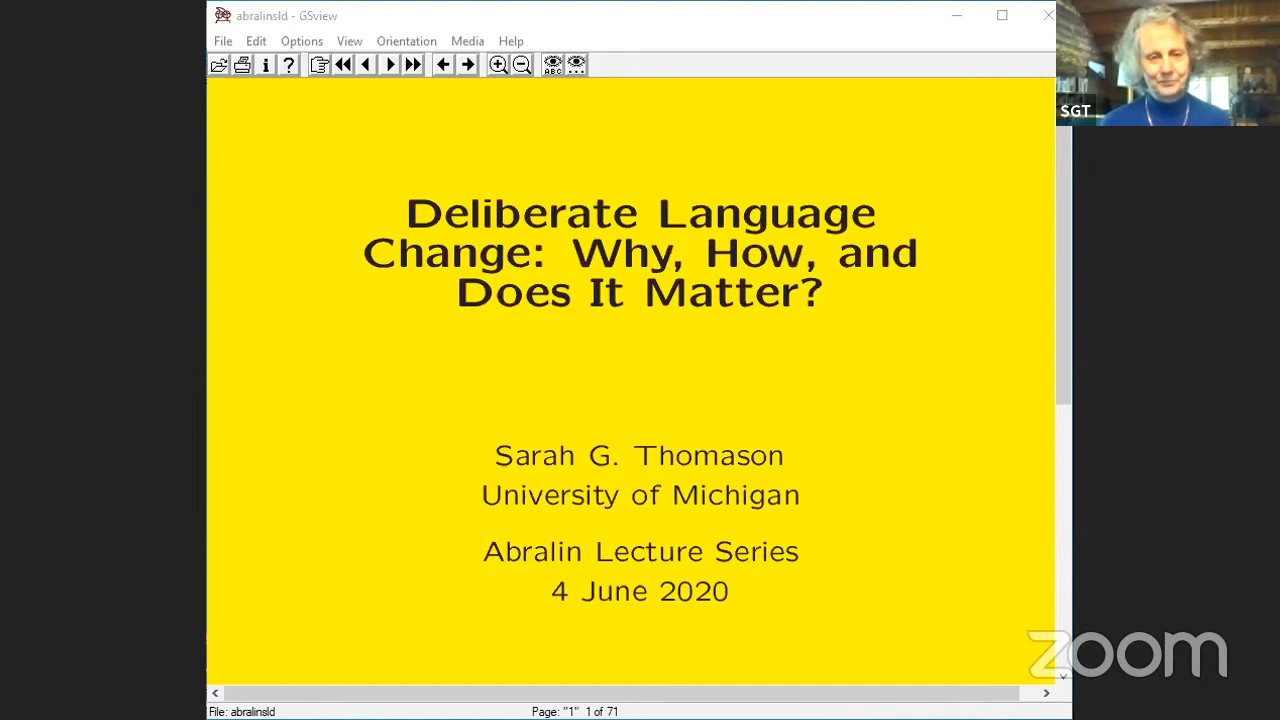 abralinsld - GSview
File Edit Options View Orientation Media Help
SGT
Deliberate Language
Change: Why, How, and
Does It Matter?
Sarah G. Thomason
University of Michigan
Abralin Lecture Series
4 June 2020
zoom
File: abralinsld Page: "1" 1 of 71